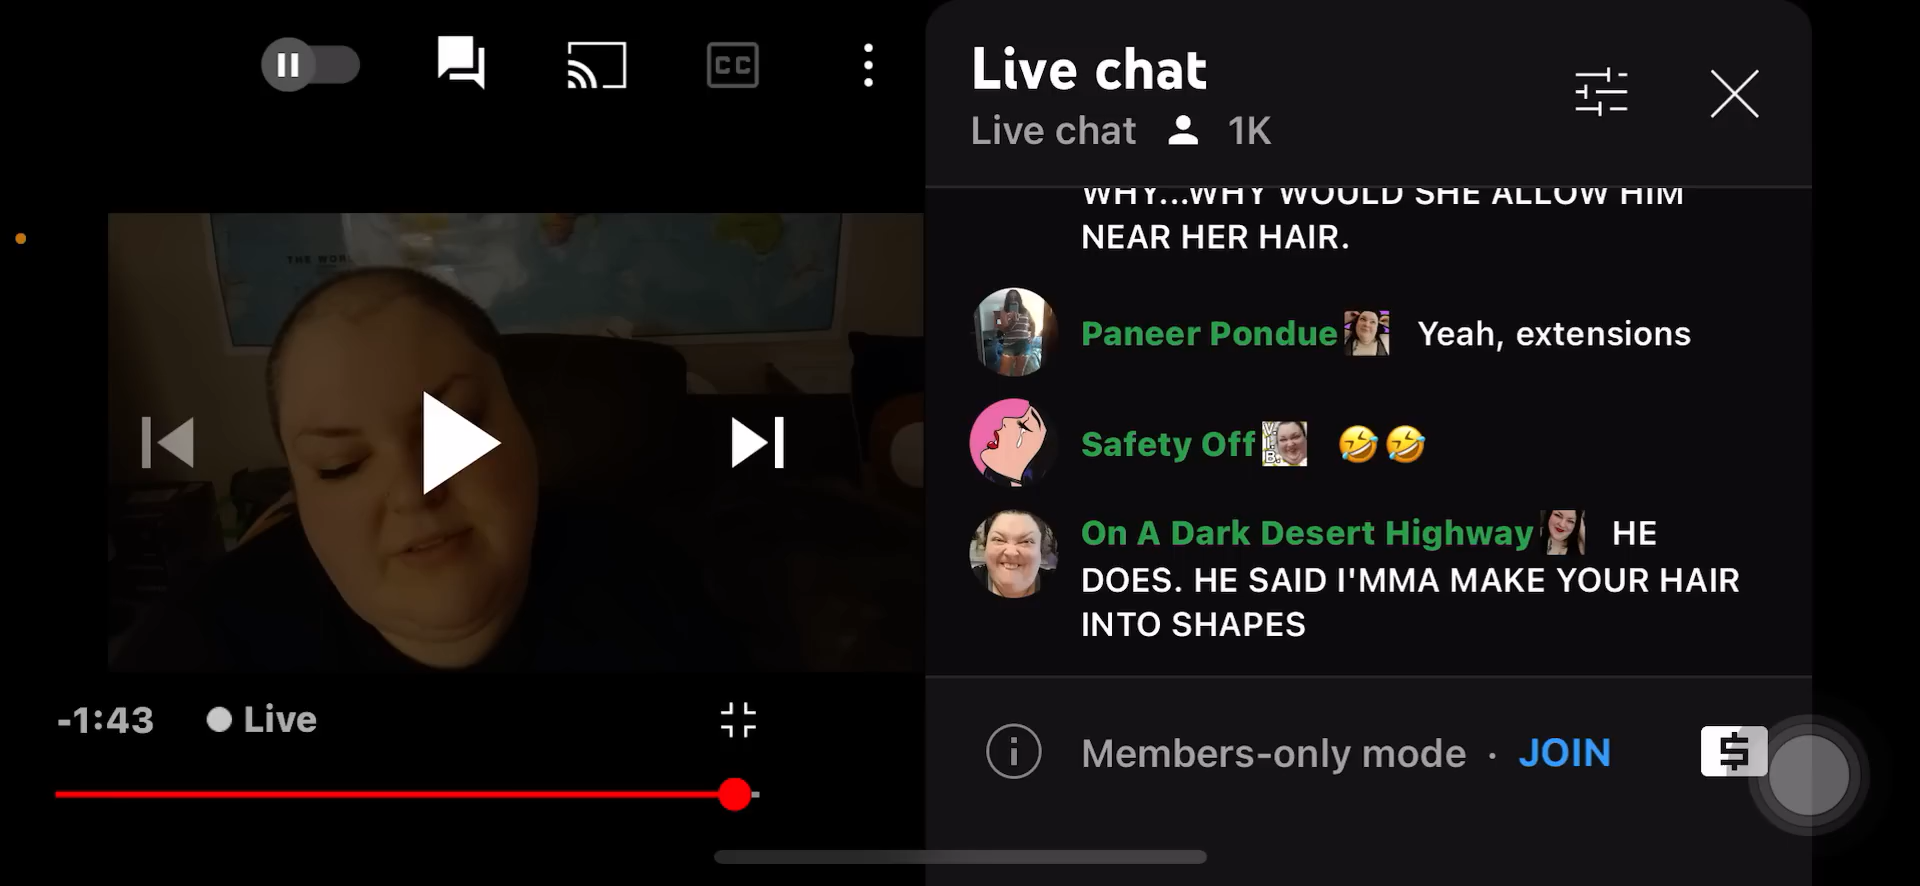 CC
Live chat
Live chat 1K
WHY...WHY WOULD SHE ALLOW HIM
NEAR HER HAIR.
THE WOR
Paneer Pondue Yeah, extensions
Safety Off 🤣🤣
On A Dark Desert Highway HE
DOES. HE SAID I'MMA MAKE YOUR HAIR
INTO SHAPES
-1:43 Live
Members-only mode · JOIN
$